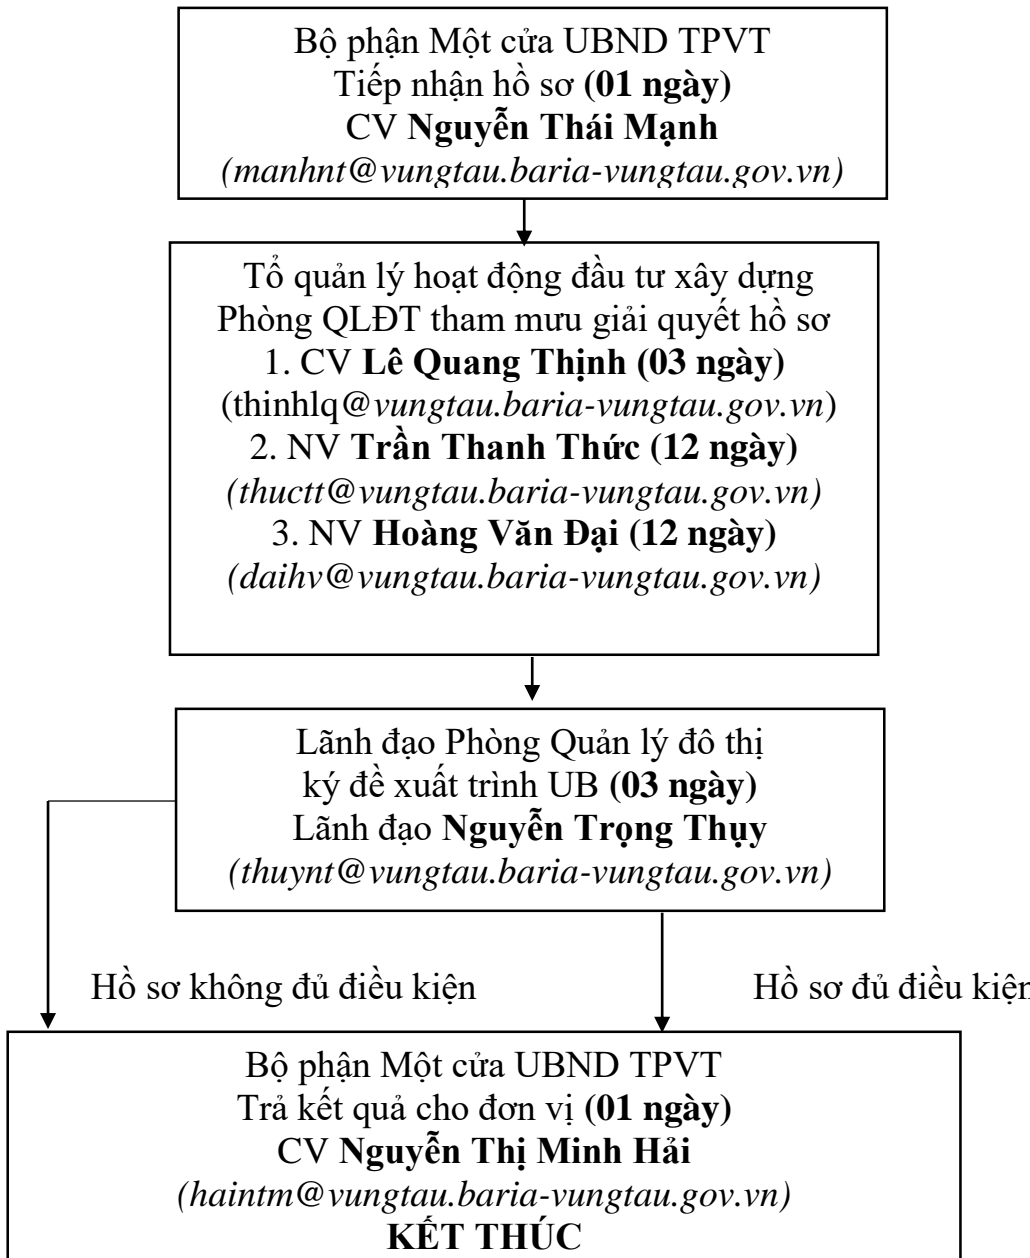 Bộ phận Một cửa UBND TPVT
Tiếp nhận hồ sơ (01 ngày)
CV Nguyễn Thái Mạnh
(manhnt@vungtau.baria-vungtau.gov.vn)
Tổ quản lý hoạt động đầu tư xây dựng
Phòng QLĐT tham mưu giải quyết hồ sơ
1. CV Lê Quang Thịnh (03 ngày)
(thinhlq@vungtau.baria-vungtau.gov.vn)
2. NV Trần Thanh Thức (12 ngày)
(thuctt@vungtau.baria-vungtau.gov.vn)
3. NV Hoàng Văn Đại (12 ngày)
(daihv@vungtau.baria-vungtau.gov.vn)
Lãnh đạo Phòng Quản lý đô thị
ký đề xuất trình UB (03 ngày)
Lãnh đạo Nguyễn Trọng Thụy
(thuynt@vungtau.baria-vungtau.gov.vn)
Hồ sơ không đủ điều kiện
Hồ sơ đủ điều kiện
Bộ phận Một cửa UBND TPVT
Trả kết quả cho đơn vị (01 ngày)
CV Nguyễn Thị Minh Hải
(haintm@vungtau.baria-vungtau.gov.vn)
KẾT THÚC